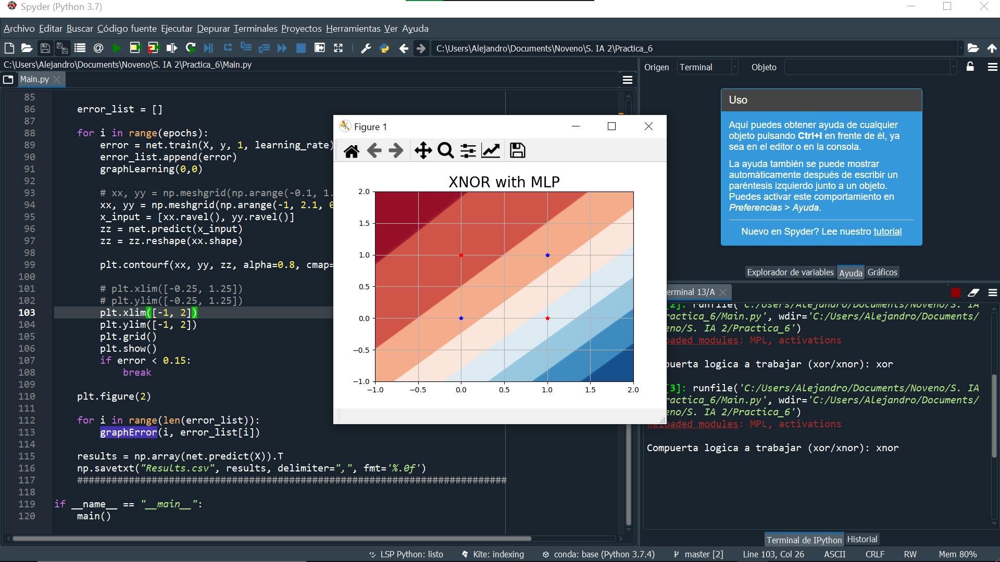 Spyder (Python 3.7)
Archivo Editar Buscar Código fuente Ejecutar Depurar Terminales Proyectos Herramientas Ver Ayuda
C:\Users\Alejandro\Documents\Noveno\S. IA 2\Practica_6
C:\Users\Alejandro\Documents\Noveno\S. IA 2\Practica_6\Main.py
Main.py
85
86 error_list = []
87
88 for i in range(epochs):
89 error = net.train(X, y, 1, learning_rate)
90 error_list.append(error)
91 graphLearning(0,0)
92
93 # xx, yy = np.meshgrid(np.arange(-0.1, 1.
94 xx, yy = np.meshgrid(np.arange(-1, 2.1,
95 x_input = [xx.ravel(), yy.ravel()]
96 zz = net.predict(x_input)
97 zz = zz.reshape(xx.shape)
98
99 plt.contourf(xx, yy, zz, alpha=0.8, cmap=
100
101 # plt.xlim([-0.25, 1.25])
102 # plt.ylim([-0.25, 1.25])
103 plt.xlim([-1, 2])
104 plt.ylim([-1, 2])
105 plt.grid()
106 plt.show()
107 if error < 0.15:
108 break
109
110 plt.figure(2)
111
112 for i in range(len(error_list)):
113 graphError(i, error_list[i])
114
115 results = np.array(net.predict(X)).T
116 np.savetxt("Results.csv", results, delimiter=",", fmt='%.0f')
117 ###########################################################################
118
119 if __name__ == "__main__":
120 main()
Figure 1
XNOR with MLP
2.0
1.5
1.0
0.5
0.0
−0.5
−1.0
−1.0 −0.5 0.0 0.5 1.0 1.5 2.0
Origen Terminal Objeto
Uso
Aquí puedes obtener ayuda de cualquier
objeto pulsando Ctrl+I en frente de él, ya
sea en el editor o en la consola.
La ayuda también se puede mostrar
automáticamente después de escribir un
paréntesis izquierdo junto a un objeto.
Puedes activar este comportamiento en
Preferencias > Ayuda.
Nuevo en Spyder? Lee nuestro tutorial
Explorador de variables Ayuda Gráficos
erminal 13/A
[2]: runfile('C:/Users/Alejandro/Documents/Noveno/S. IA
ractica_6/Main.py', wdir='C:/Users/Alejandro/Documents/
eno/S. IA 2/Practica_6')
oaded modules: MPL, activations
puerta logica a trabajar (xor/xnor): xor
[3]: runfile('C:/Users/Alejandro/Documents/Noveno/S. IA
ractica_6/Main.py', wdir='C:/Users/Alejandro/Documents/
eno/S. IA 2/Practica_6')
Reloaded modules: MPL, activations
Compuerta logica a trabajar (xor/xnor): xnor
Terminal de IPython Historial
LSP Python: listo Kite: indexing conda: base (Python 3.7.4) master [2] Line 103, Col 26 ASCII CRLF RW Mem 80%